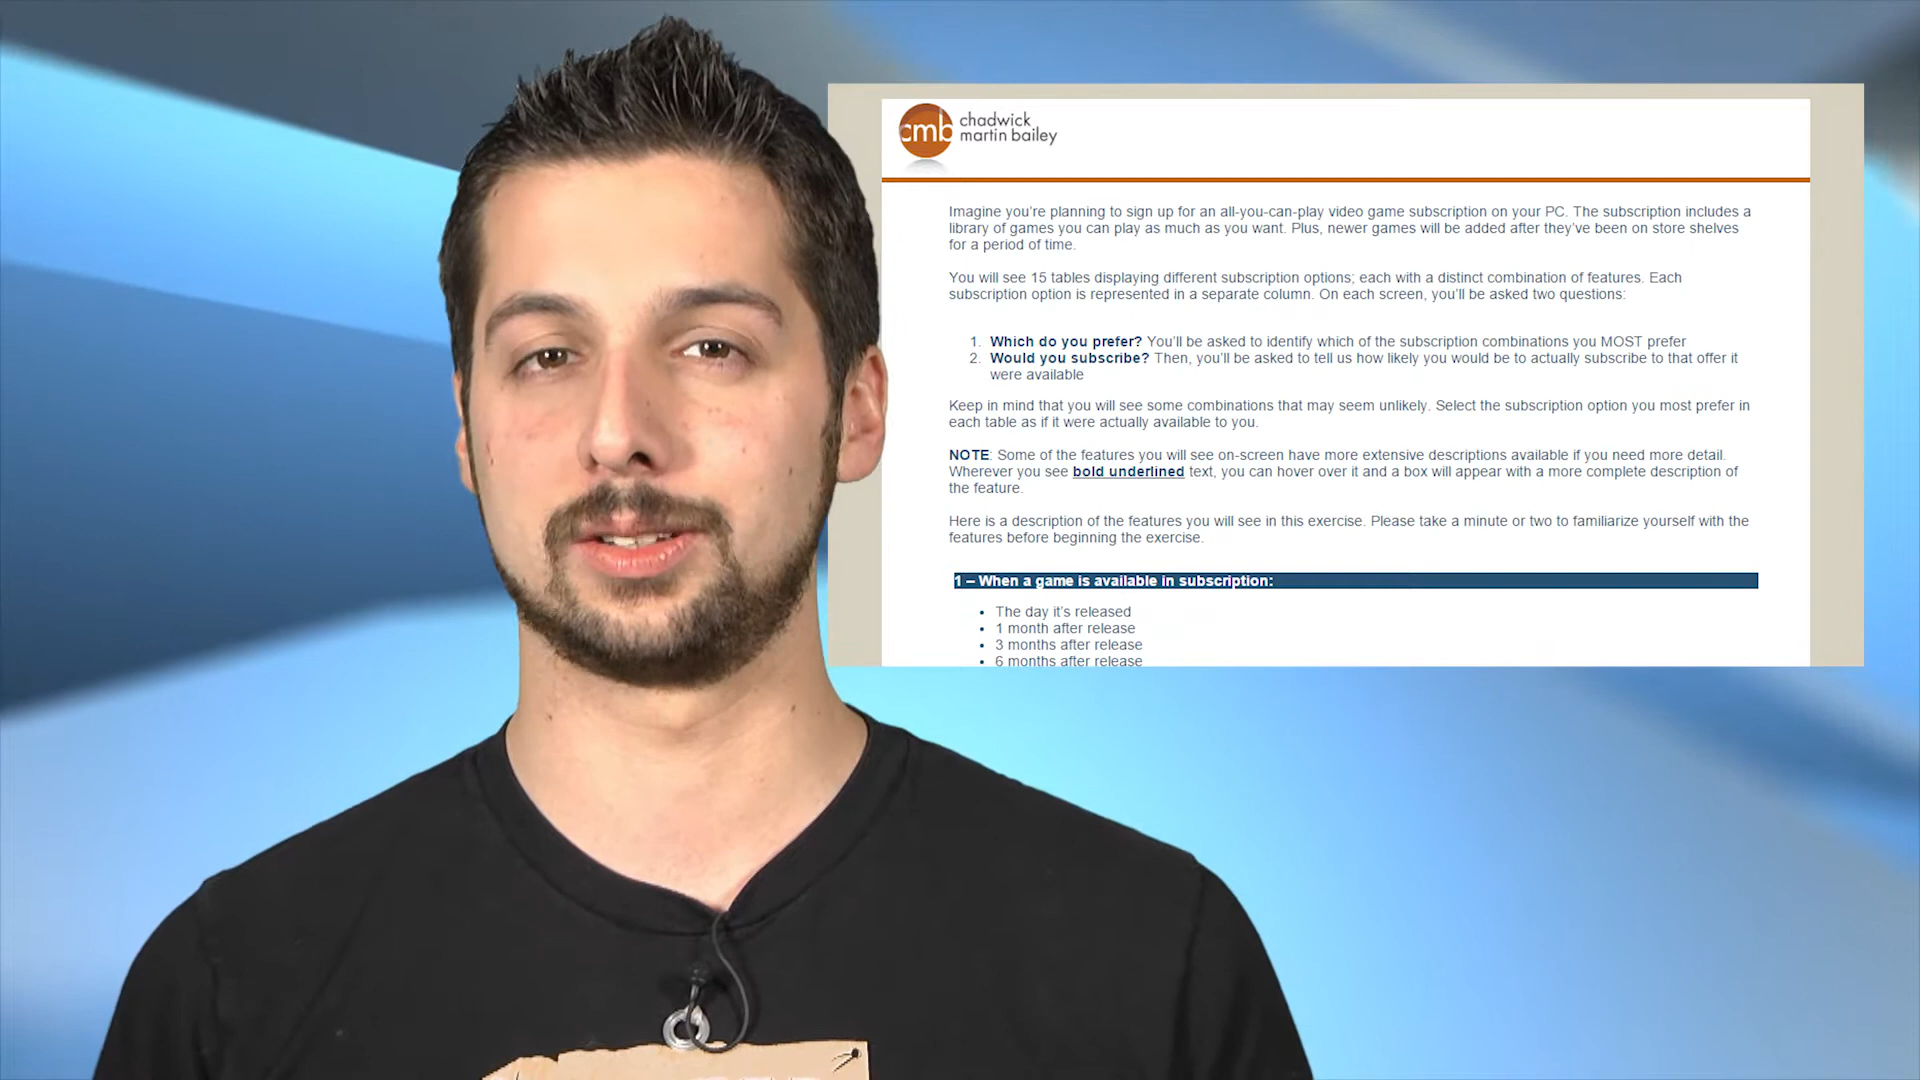 cmb chadwick
martin bailey
Imagine you're planning to sign up for an all-you-can-play video game subscription on your PC. The subscription includes a
library of games you can play as much as you want. Plus, newer games will be added after they've been on store shelves
for a period of time.
You will see 15 tables displaying different subscription options; each with a distinct combination of features. Each
subscription option is represented in a separate column. On each screen, you'll be asked two questions:
1. Which do you prefer? You'll be asked to identify which of the subscription combinations you MOST prefer
2. Would you subscribe? Then, you'll be asked to tell us how likely you would be to actually subscribe to that offer it
were available
Keep in mind that you will see some combinations that may seem unlikely. Select the subscription option you most prefer in
each table as if it were actually available to you.
NOTE: Some of the features you will see on-screen have more extensive descriptions available if you need more detail.
Wherever you see bold underlined text, you can hover over it and a box will appear with a more complete description of
the feature.
Here is a description of the features you will see in this exercise. Please take a minute or two to familiarize yourself with the
features before beginning the exercise.
1 – When a game is available in subscription:
• The day it's released
• 1 month after release
• 3 months after release
• 6 months after release